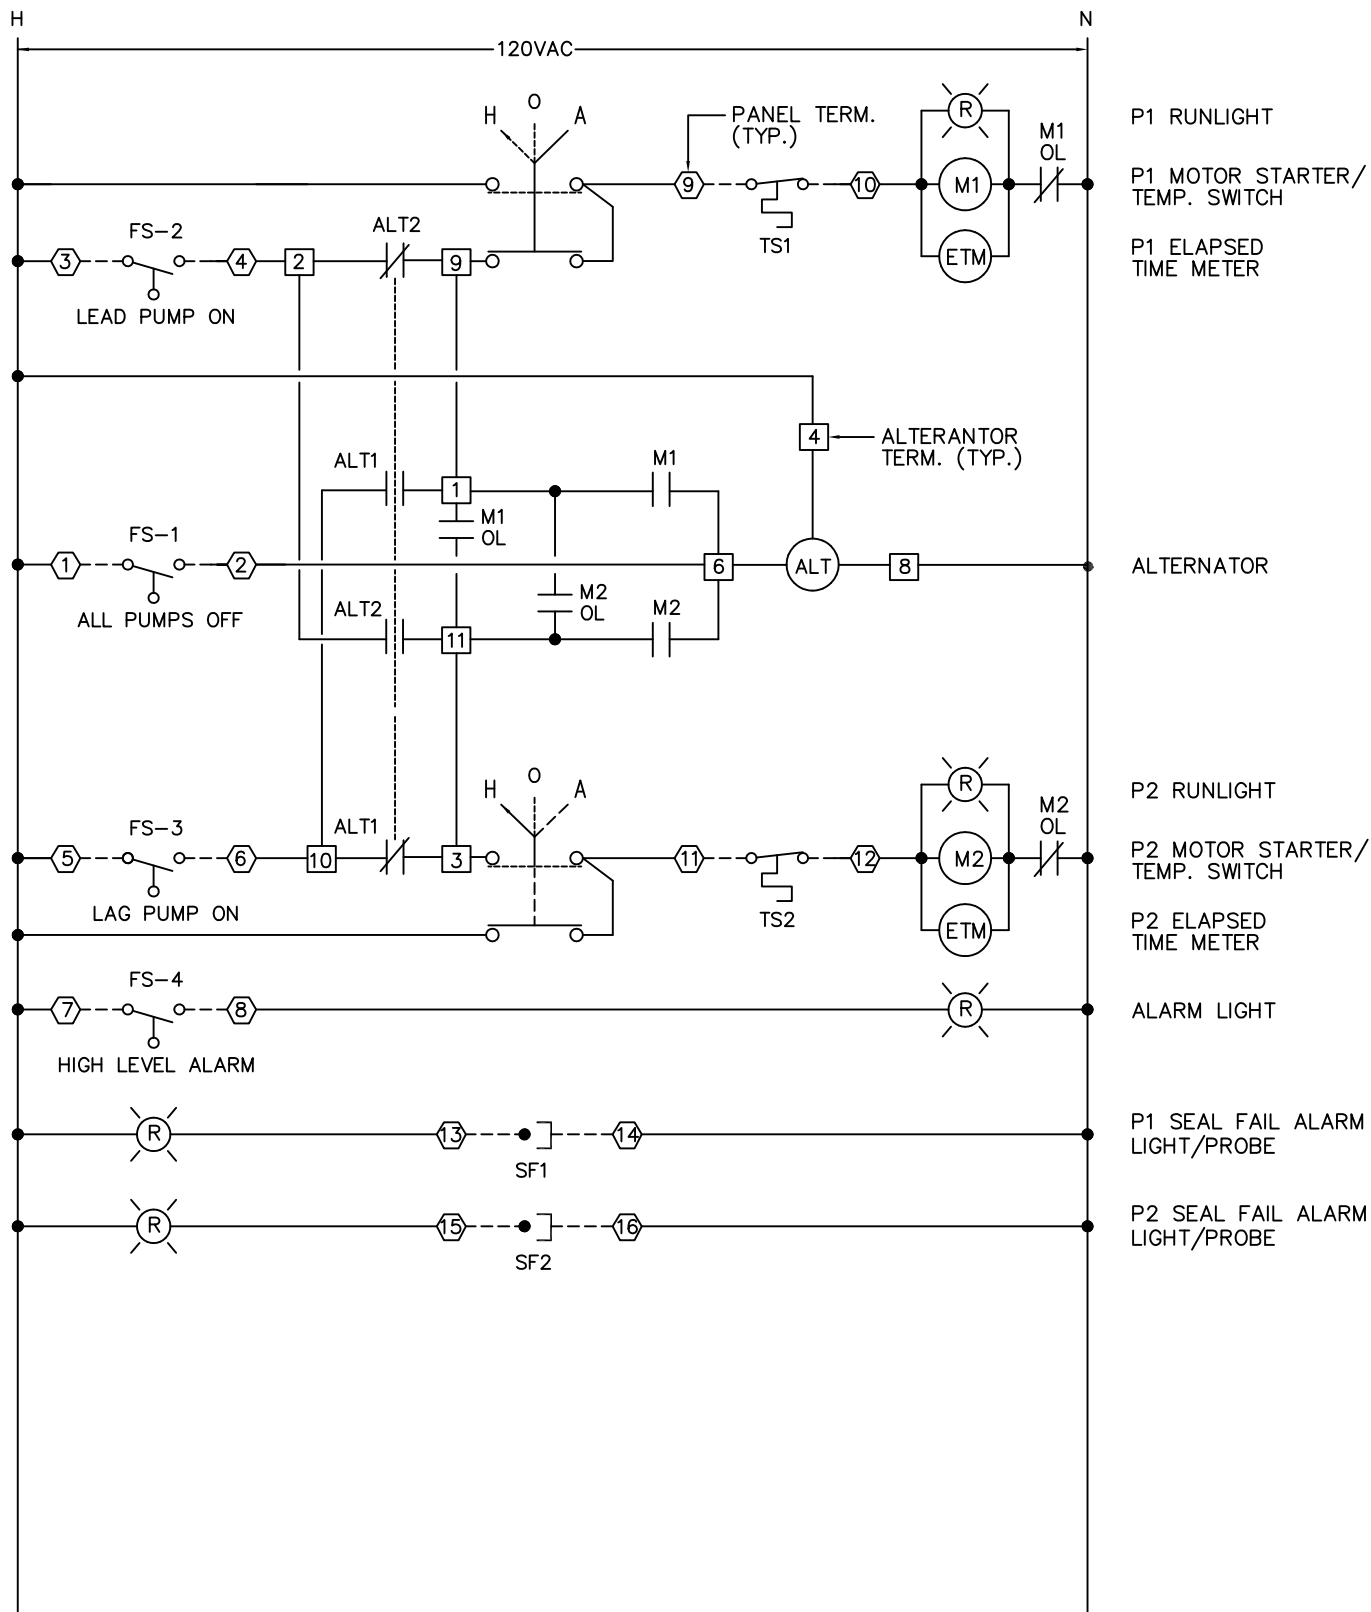 H
N
120VAC
H O A
PANEL TERM.
(TYP.)
9
10
TS1
R
M1
ETM
M1
OL
P1 RUNLIGHT
P1 MOTOR STARTER/
TEMP. SWITCH
P1 ELAPSED
TIME METER
FS-2
3
4
2
ALT2
9
LEAD PUMP ON
4
ALTERANTOR
TERM. (TYP.)
ALT1
1
M1
M1
OL
FS-1
1
2
6
ALT
8
ALTERNATOR
ALL PUMPS OFF
ALT2
11
M2
OL
M2
H O A
FS-3
5
6
10
ALT1
3
LAG PUMP ON
11
12
TS2
R
M2
ETM
M2
OL
P2 RUNLIGHT
P2 MOTOR STARTER/
TEMP. SWITCH
P2 ELAPSED
TIME METER
FS-4
7
8
R
ALARM LIGHT
HIGH LEVEL ALARM
R
13
14
SF1
P1 SEAL FAIL ALARM
LIGHT/PROBE
R
15
16
SF2
P2 SEAL FAIL ALARM
LIGHT/PROBE